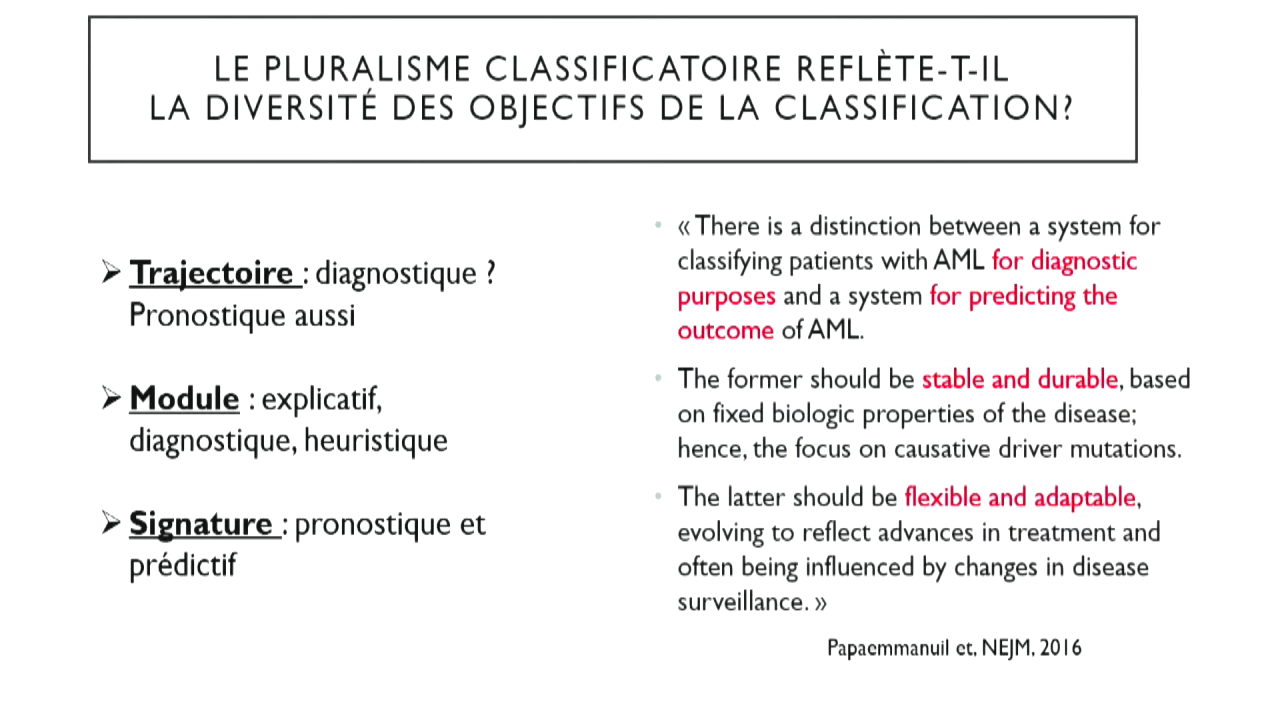 LE PLURALISME CLASSIFICATOIRE REFLÈTE-T-IL
LA DIVERSITÉ DES OBJECTIFS DE LA CLASSIFICATION?
➢ Trajectoire : diagnostique ?
Pronostique aussi
➢ Module : explicatif,
diagnostique, heuristique
➢ Signature : pronostique et
prédictif
• « There is a distinction between a system for
classifying patients with AML for diagnostic
purposes and a system for predicting the
outcome of AML.
• The former should be stable and durable, based
on fixed biologic properties of the disease;
hence, the focus on causative driver mutations.
• The latter should be flexible and adaptable,
evolving to reflect advances in treatment and
often being influenced by changes in disease
surveillance. »
Papaemmanuil et, NEJM, 2016